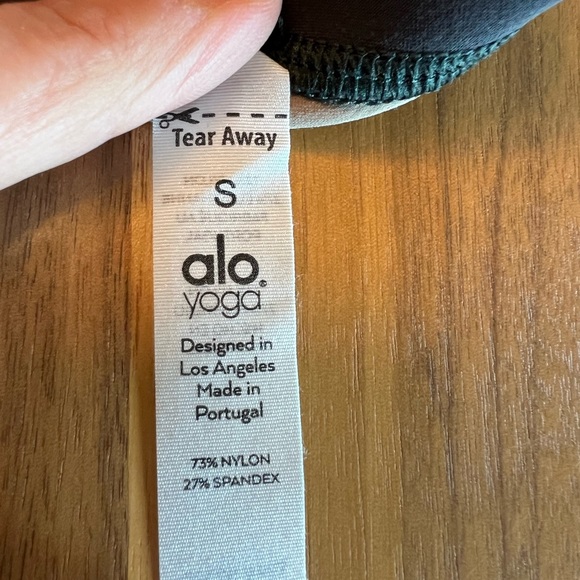 Tear Away
S
alo
yoga
Designed in
Los Angeles
Made in
Portugal
73% NYLON
27% SPANDEX